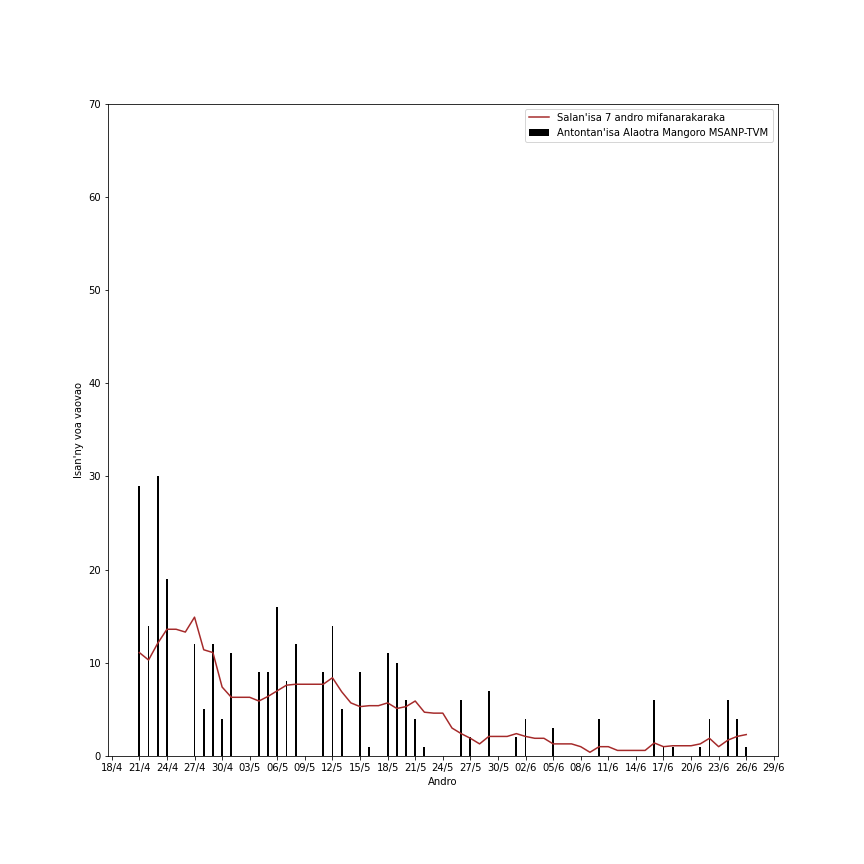 Salan'isa 7 andro mifanarakaraka
Antontan'isa Alaotra Mangoro MSANP-TVM
70
60
50
40
30
20
10
0
Isan'ny voa vaovao
18/4 21/4 24/4 27/4 30/4 03/5 06/5 09/5 12/5 15/5 18/5 21/5 24/5 27/5 30/5 02/6 05/6 08/6 11/6 14/6 17/6 20/6 23/6 26/6 29/6
Andro